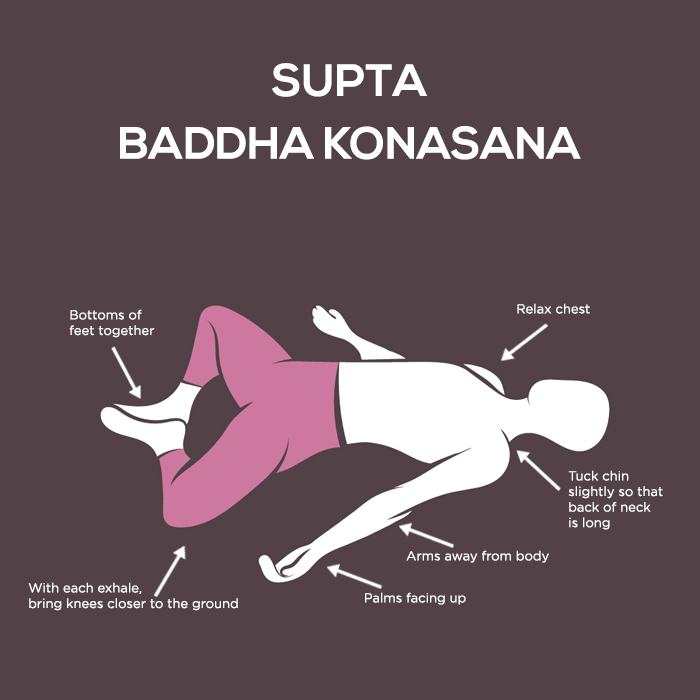 SUPTA
BADDHA KONASANA
Bottoms of
feet together
Relax chest
Tuck chin
slightly so that
back of neck
is long
Arms away from body
With each exhale,
bring knees closer to the ground
Palms facing up